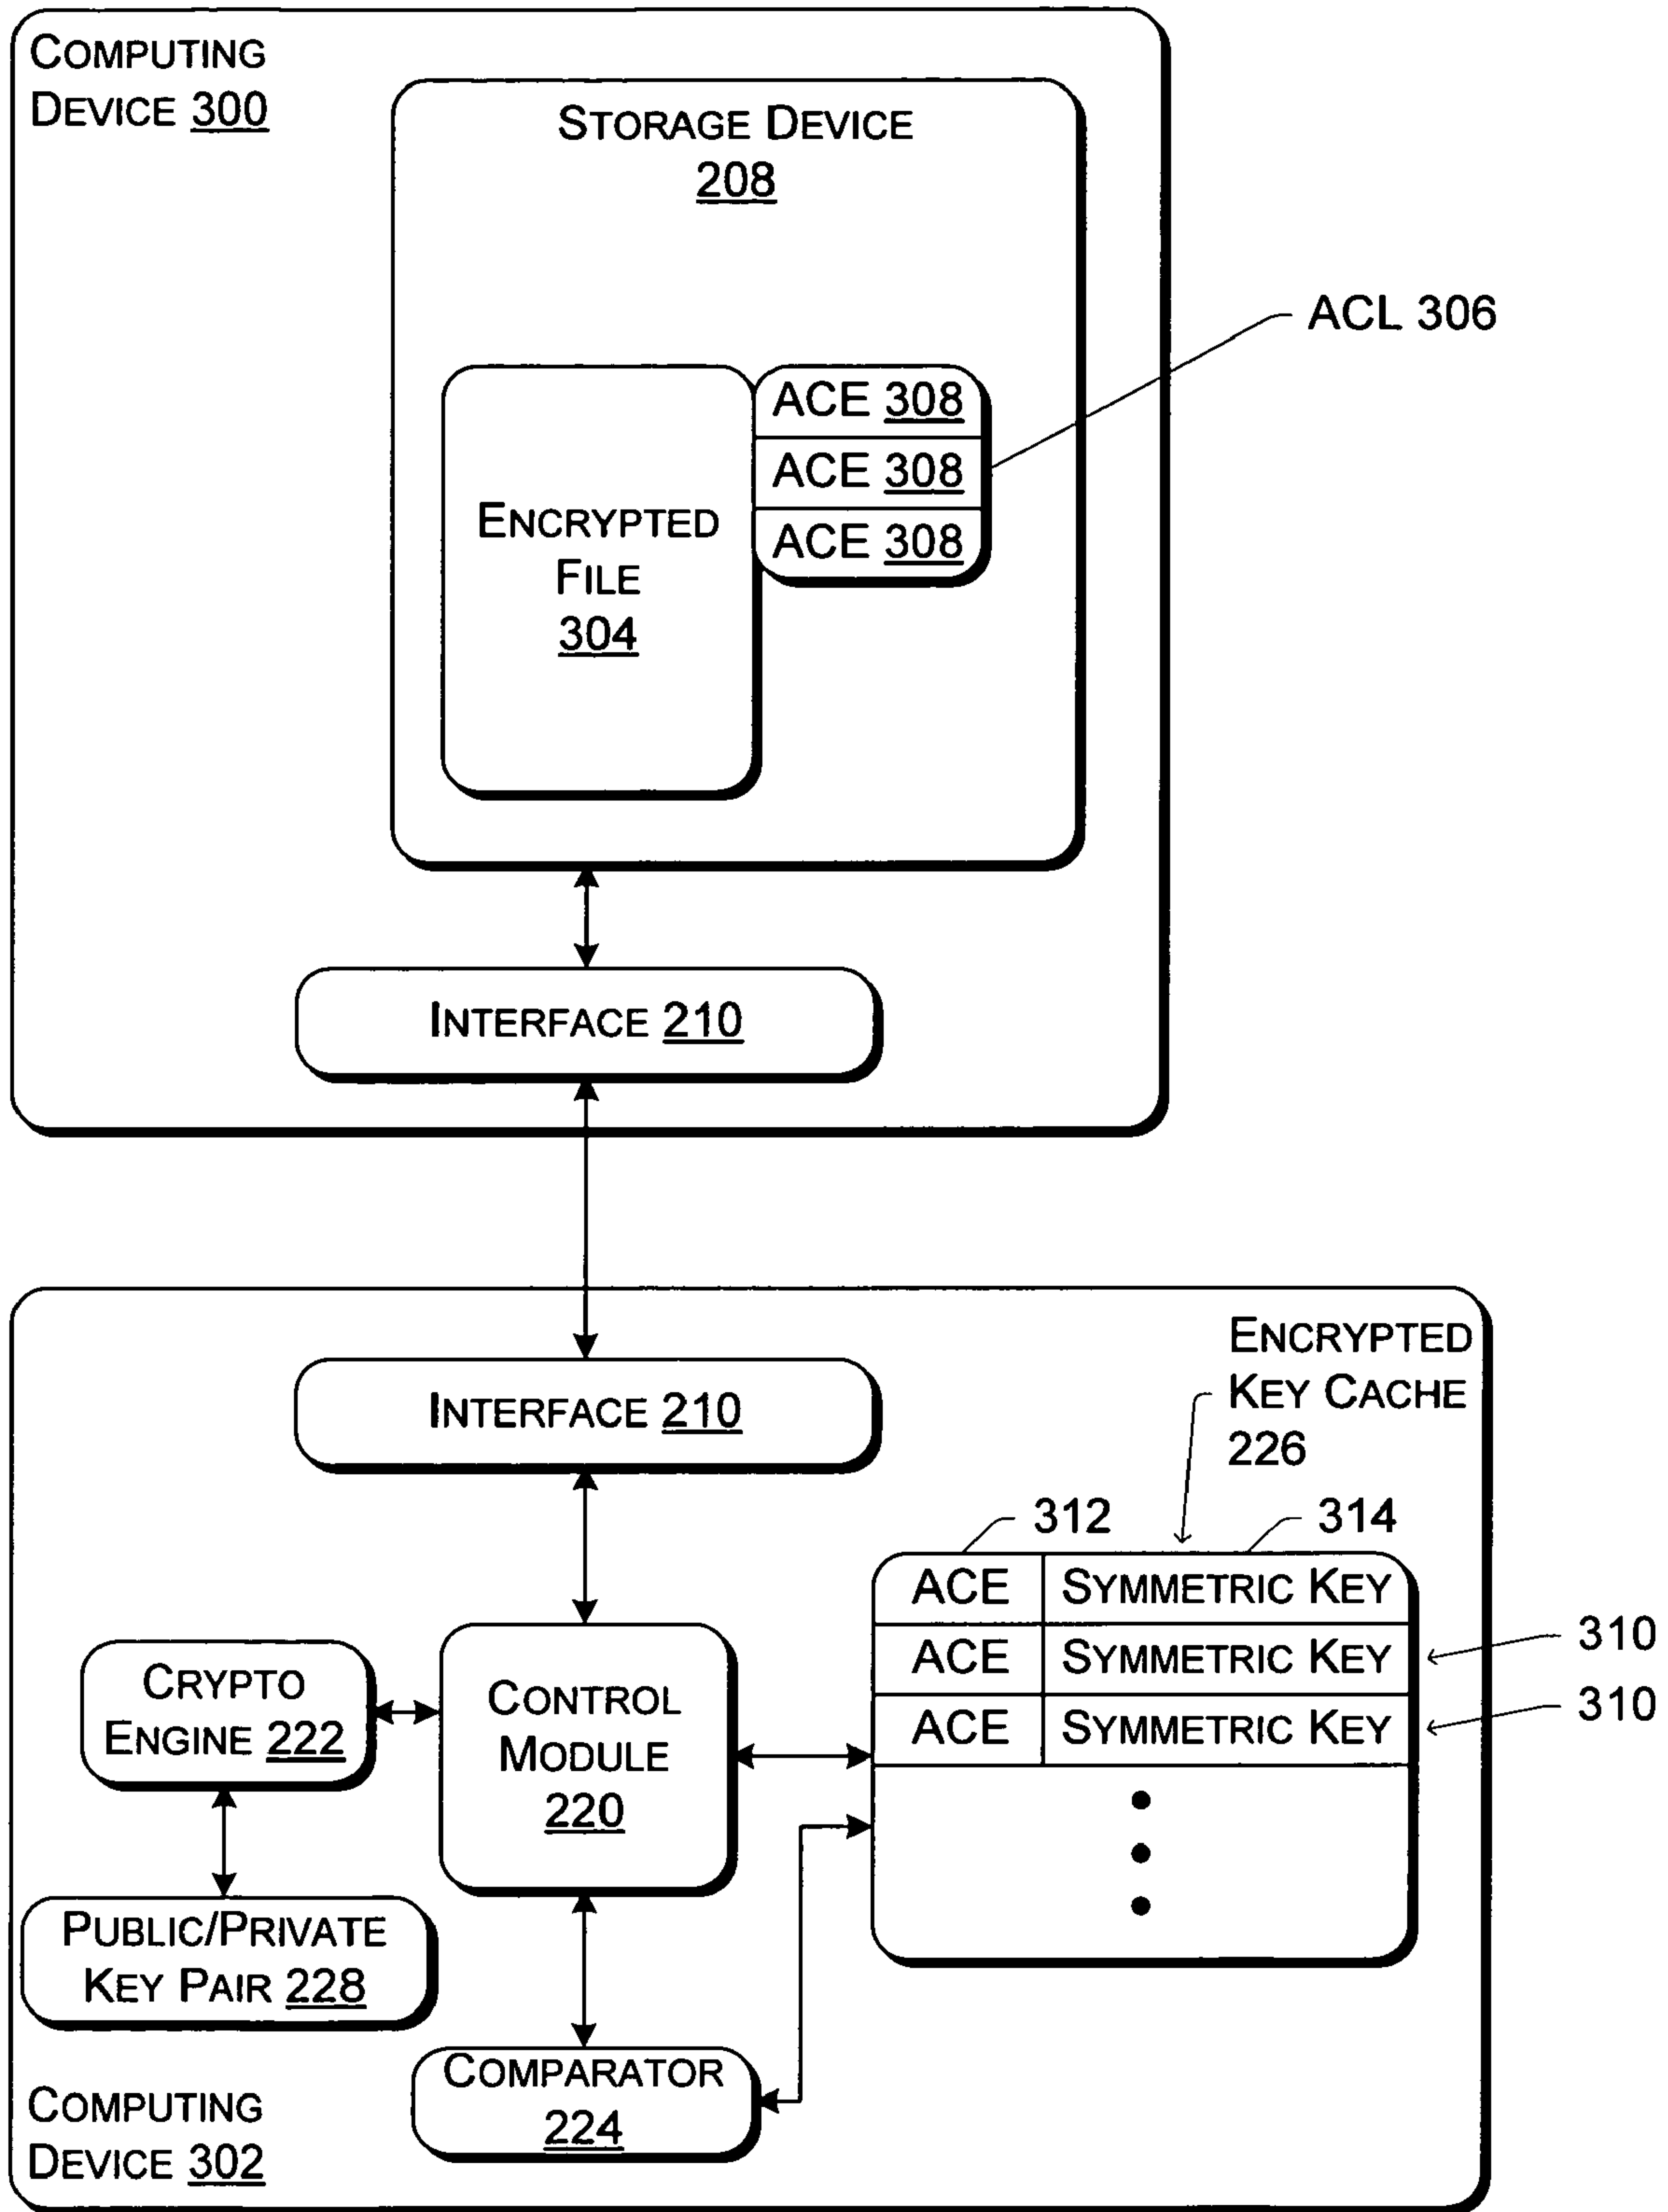 COMPUTING
DEVICE 300
STORAGE DEVICE
208
ACL 306
ACE 308
ACE 308
ACE 308
ENCRYPTED
FILE
304
INTERFACE 210
INTERFACE 210
ENCRYPTED
KEY CACHE
226
312
314
ACE SYMMETRIC KEY
ACE SYMMETRIC KEY
310
ACE SYMMETRIC KEY
310
CRYPTO
ENGINE 222
CONTROL
MODULE
220
PUBLIC/PRIVATE
KEY PAIR 228
COMPARATOR
224
COMPUTING
DEVICE 302